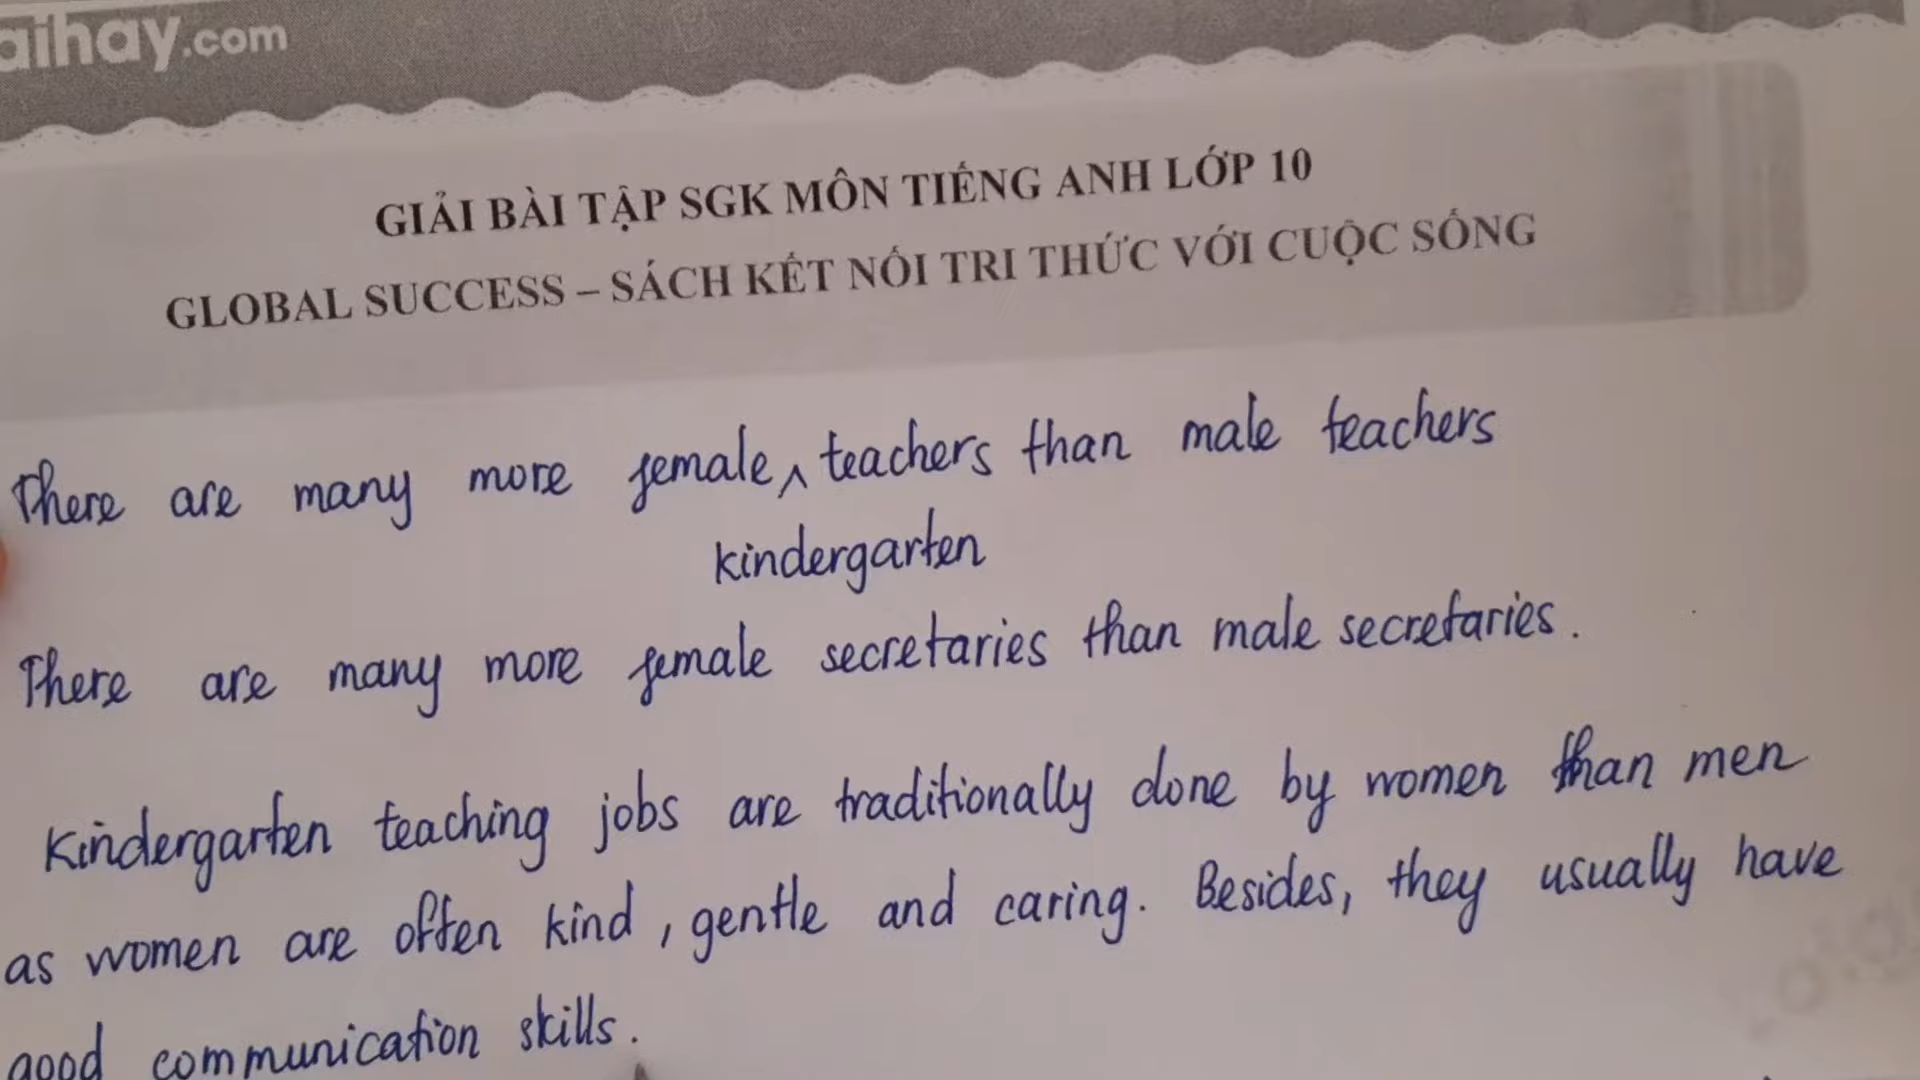 aihay.com
GIẢI BÀI TẬP SGK MÔN TIẾNG ANH LỚP 10
GLOBAL SUCCESS – SÁCH KẾT NỐI TRI THỨC VỚI CUỘC SỐNG
There are many more female ^ teachers than male teachers
kindergarten
There are many more female secretaries than male secretaries.
Kindergarten teaching jobs are traditionally done by women than men
as women are often kind, gentle and caring. Besides, they usually have
good communication skills.